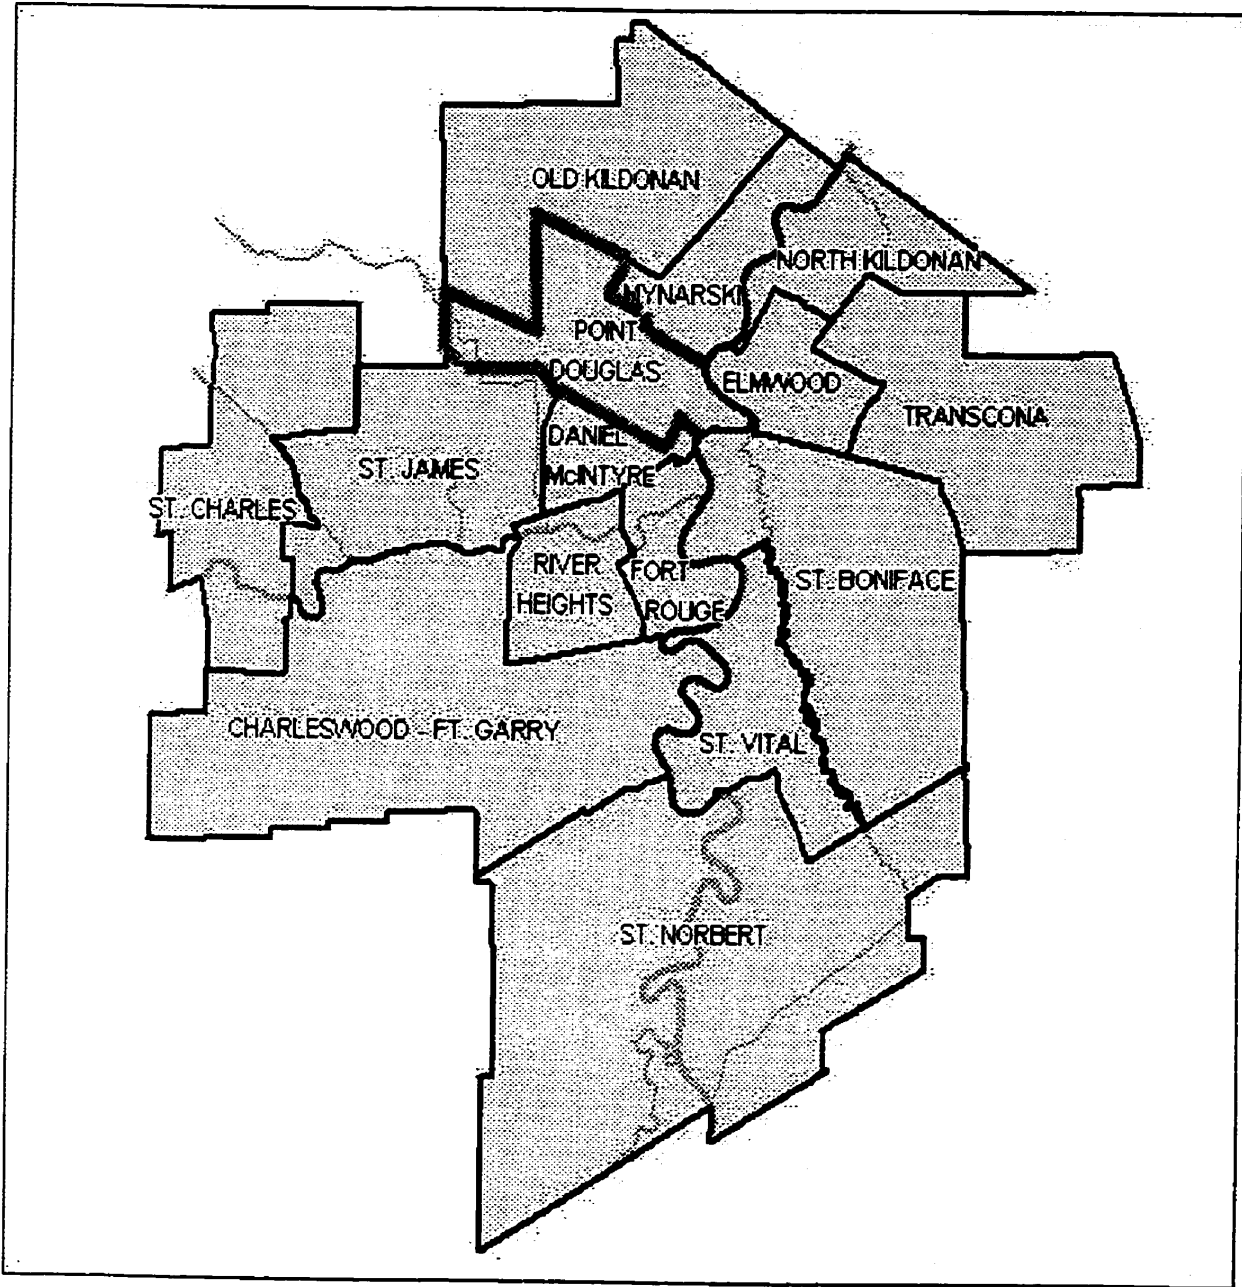 OLD KILDONAN
NORTH KILDONAN
MYNARSKI
POINT
DOUGLAS
ELMWOOD
TRANSCONA
DANIEL
McINTYRE
ST. JAMES
ST. CHARLES
RIVER
HEIGHTS
FORT
ROUGE
ST. BONIFACE
CHARLESWOOD - FT. GARRY
ST. VITAL
ST. NORBERT